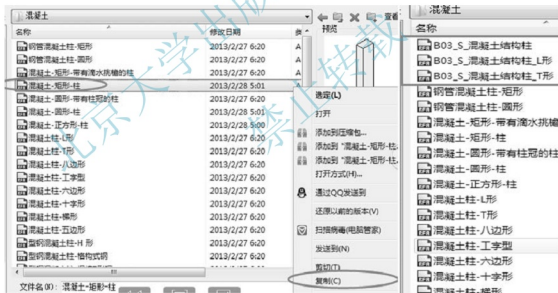 混凝土
查看
名称
修改日期
类
钢管混凝土柱-矩形
2013/2/27 6:20
A
钢管混凝土柱-圆形
2013/2/27 6:20
A
混凝土-矩形-带有滴水挑檐的柱
2013/2/27 6:20
A
混凝土-矩形-柱
2013/2/28 5:01
混凝土-圆形-带有柱冠的柱
2013/2/27 6:20
混凝土-圆形-柱
2013/2/28 5:01
混凝土-正方形-柱
2013/2/28 5:00
混凝土柱-L形
2013/2/27 6:20
混凝土柱-T形
2013/2/27 6:20
混凝土柱-八边形
2013/2/27 6:20
混凝土柱-工字型
2013/2/27 6:20
混凝土柱-六边形
2013/2/27 6:20
混凝土柱-十字形
2013/2/27 6:20
混凝土柱-梯形
2013/2/27 6:20
混凝土柱-五边形
2013/2/27 6:20
型钢混凝土柱-H 形
2013/2/27 6:20
型钢混凝土柱-格构式钢
2013/2/27 6:20
文件名(N): 混凝土-矩形-柱
预览
选定(L)
打开
添加到压缩包...
添加到 "混凝土-矩形-柱.
添加到 "混凝土-矩形-柱.
打开方式(H)...
通过QQ发送到
还原以前的版本(V)
扫描病毒(电脑管家)
发送到(N)
剪切(T)
复制(C)
混凝土
名称
B03_S_混凝土结构柱
B03_S_混凝土结构柱_L形
B03_S_混凝土结构柱_T形
钢管混凝土柱-矩形
钢管混凝土柱-圆形
混凝土-矩形-带有滴水挑檐
混凝土-矩形-柱
混凝土-圆形-带有柱冠的柱
混凝土-圆形-柱
混凝土-正方形-柱
混凝土柱-L形
混凝土柱-T形
混凝土柱-八边形
混凝土柱-工字型
混凝土柱-六边形
混凝土柱-十字形
混凝土柱-梯形